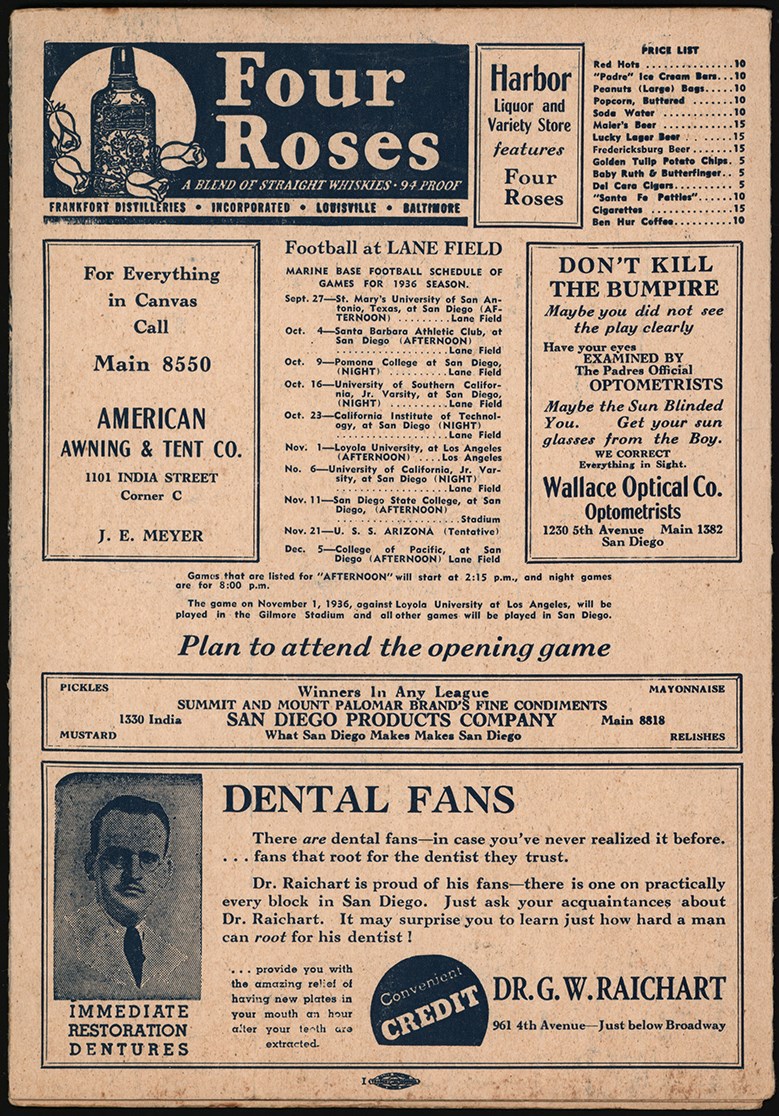 Four
Roses
A BLEND OF STRAIGHT WHISKIES · 94 PROOF
FRANKFORT DISTILLERIES • INCORPORATED • LOUISVILLE • BALTIMORE
Harbor
Liquor and
Variety Store
features
Four
Roses
PRICE LIST
Red Hots ..............10
"Padre" Ice Cream Bars...10
Peanuts (Large) Bags.....10
Popcorn, Buttered .......10
Soda Water ............10
Maier's Beer ............15
Lucky Lager Beer ........15
Fredericksburg Beer ......15
Golden Tulip Potato Chips. 5
Baby Ruth & Butterfinger.. 5
Del Cara Cigars........... 5
"Santa Fe Patties"......10
Cigarettes ..............15
Ben Hur Coffee..........10
For Everything
in Canvas
Call
Main 8550
AMERICAN
AWNING & TENT CO.
1101 INDIA STREET
Corner C
J. E. MEYER
Football at LANE FIELD
MARINE BASE FOOTBALL SCHEDULE OF
GAMES FOR 1936 SEASON.
Sept. 27—St. Mary's University of San An-
tonio, Texas, at San Diego (AF-
TERNOON) .........Lane Field
Oct. 4—Santa Barbara Athletic Club, at
San Diego (AFTERNOON)
....................Lane Field
Oct. 9—Pomona College at San Diego,
(NIGHT) ...........Lane Field
Oct. 16—University of Southern Califor-
nia, Jr. Varsity, at San Diego,
(NIGHT) ...........Lane Field
Oct. 23—California Institute of Technol-
ogy, at San Diego (NIGHT)
....................Lane Field
Nov. 1—Loyola University, at Los Angeles
(AFTERNOON) ....Los Angeles
No. 6—University of California, Jr. Var-
sity, at San Diego (NIGHT)
....................Lane Field
Nov. 11—San Diego State College, at San
Diego, (AFTERNOON)
......................Stadium
Nov. 21—U. S. S. ARIZONA (Tentative)
Dec. 5—College of Pacific, at San
Diego (AFTERNOON) Lane Field
DON'T KILL
THE BUMPIRE
Maybe you did not see
the play clearly
Have your eyes
EXAMINED BY
The Padres Official
OPTOMETRISTS
Maybe the Sun Blinded
You. Get your sun
glasses from the Boy.
WE CORRECT
Everything in Sight.
Wallace Optical Co.
Optometrists
1230 5th Avenue Main 1382
San Diego
Games that are listed for "AFTERNOON" will start at 2:15 p.m., and night games
are for 8:00 p.m.
The game on November 1, 1936, against Loyola University at Los Angeles, will be
played in the Gilmore Stadium and all other games will be played in San Diego.
Plan to attend the opening game
PICKLES
MUSTARD
Winners In Any League
SUMMIT AND MOUNT PALOMAR BRAND'S FINE CONDIMENTS
1330 India SAN DIEGO PRODUCTS COMPANY Main 8818
What San Diego Makes Makes San Diego
MAYONNAISE
RELISHES
DENTAL FANS
There are dental fans—in case you've never realized it before.
. . . fans that root for the dentist they trust.
Dr. Raichart is proud of his fans—there is one on practically
every block in San Diego. Just ask your acquaintances about
Dr. Raichart. It may surprise you to learn just how hard a man
can root for his dentist !
IMMEDIATE
RESTORATION
DENTURES
. . . provide you with
the amazing relief of
having new plates in
your mouth an hour
after your teeth are
extracted.
Convenient
CREDIT
DR. G. W. RAICHART
961 4th Avenue—Just below Broadway